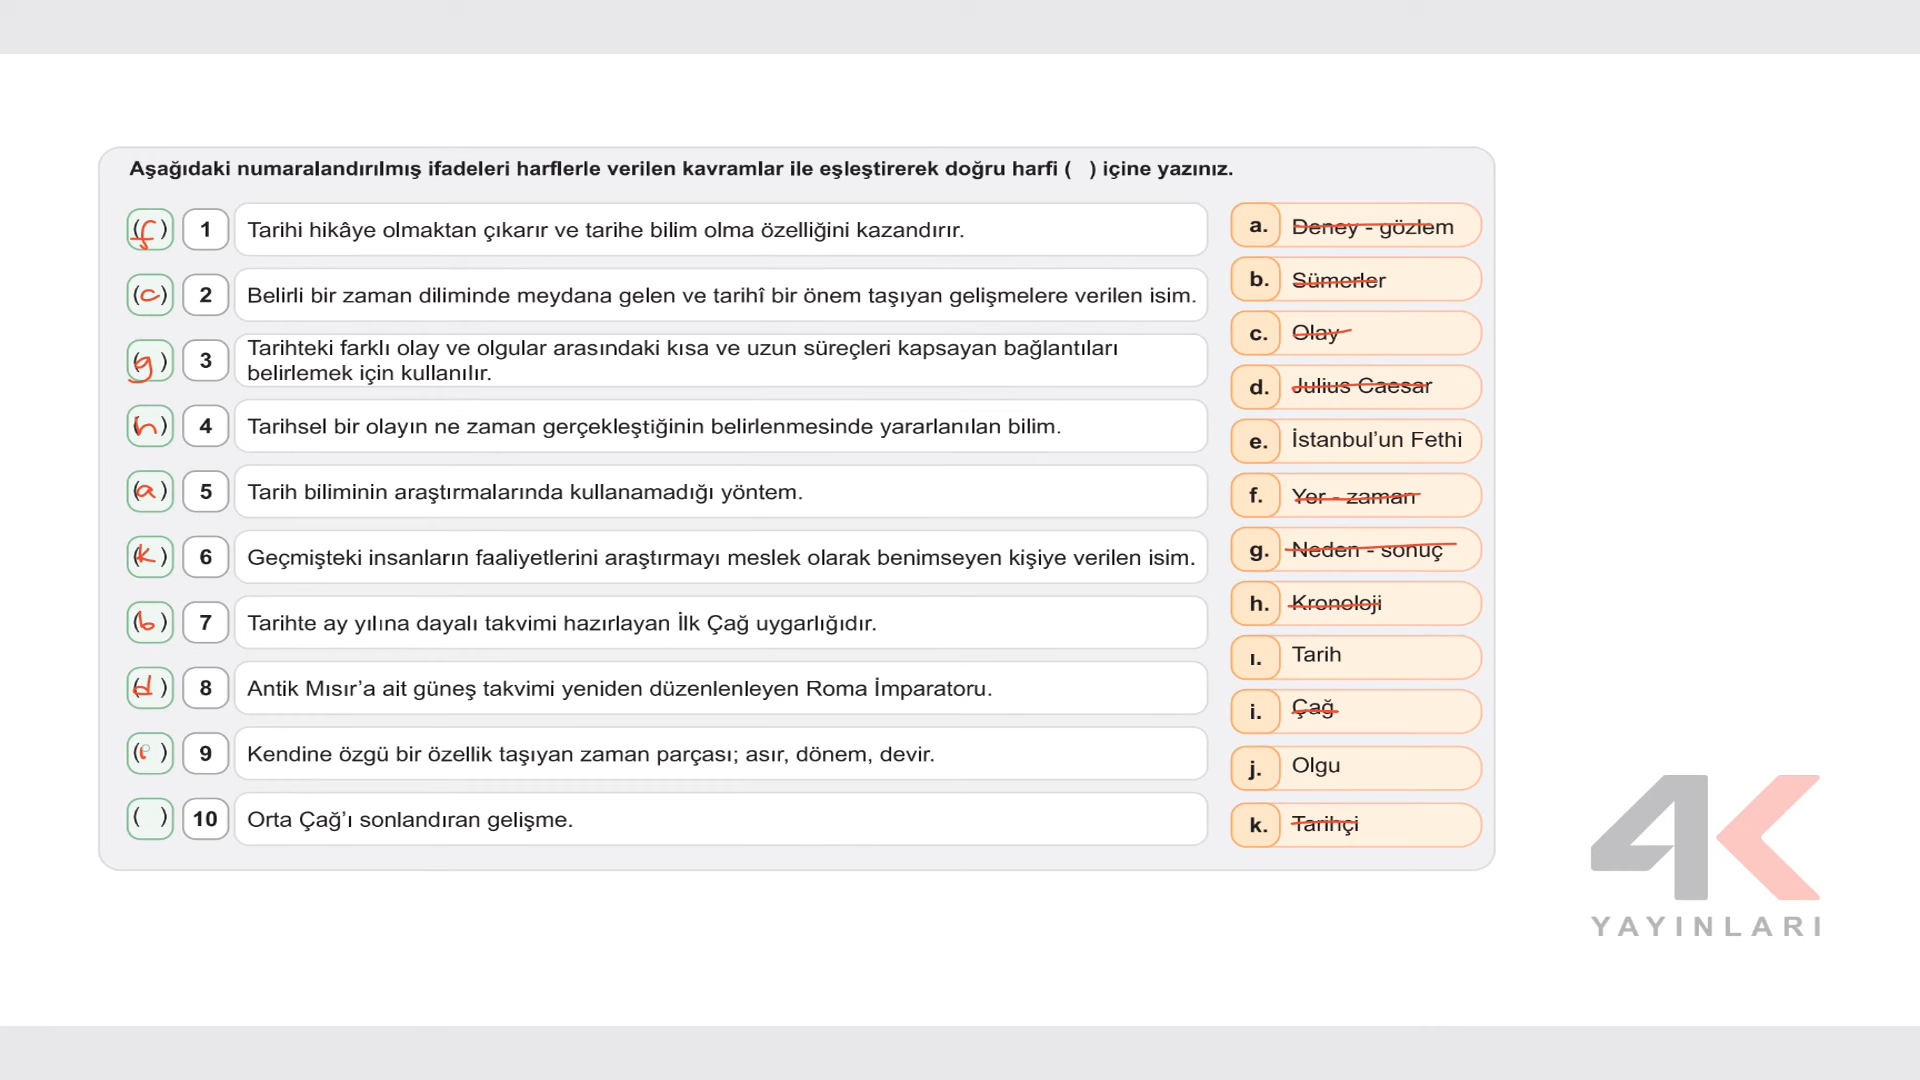 Aşağıdaki numaralandırılmış ifadeleri harflerle verilen kavramlar ile eşleştirerek doğru harfi ( ) içine yazınız.
(f) 1 Tarihi hikâye olmaktan çıkarır ve tarihe bilim olma özelliğini kazandırır.
(c) 2 Belirli bir zaman diliminde meydana gelen ve tarihî bir önem taşıyan gelişmelere verilen isim.
(g) 3 Tarihteki farklı olay ve olgular arasındaki kısa ve uzun süreçleri kapsayan bağlantıları
belirlemek için kullanılır.
(h) 4 Tarihsel bir olayın ne zaman gerçekleştiğinin belirlenmesinde yararlanılan bilim.
(a) 5 Tarih biliminin araştırmalarında kullanamadığı yöntem.
(k) 6 Geçmişteki insanların faaliyetlerini araştırmayı meslek olarak benimseyen kişiye verilen isim.
(b) 7 Tarihte ay yılına dayalı takvimi hazırlayan İlk Çağ uygarlığıdır.
(d) 8 Antik Mısır'a ait güneş takvimi yeniden düzenlenleyen Roma İmparatoru.
(i) 9 Kendine özgü bir özellik taşıyan zaman parçası; asır, dönem, devir.
( ) 10 Orta Çağ'ı sonlandıran gelişme.
a. Deney - gözlem
b. Sümerler
c. Olay
d. Julius Caesar
e. İstanbul'un Fethi
f. Yer - zaman
g. Neden - sonuç
h. Kronoloji
ı. Tarih
i. Çağ
j. Olgu
k. Tarihçi
4K
YAYINLARI